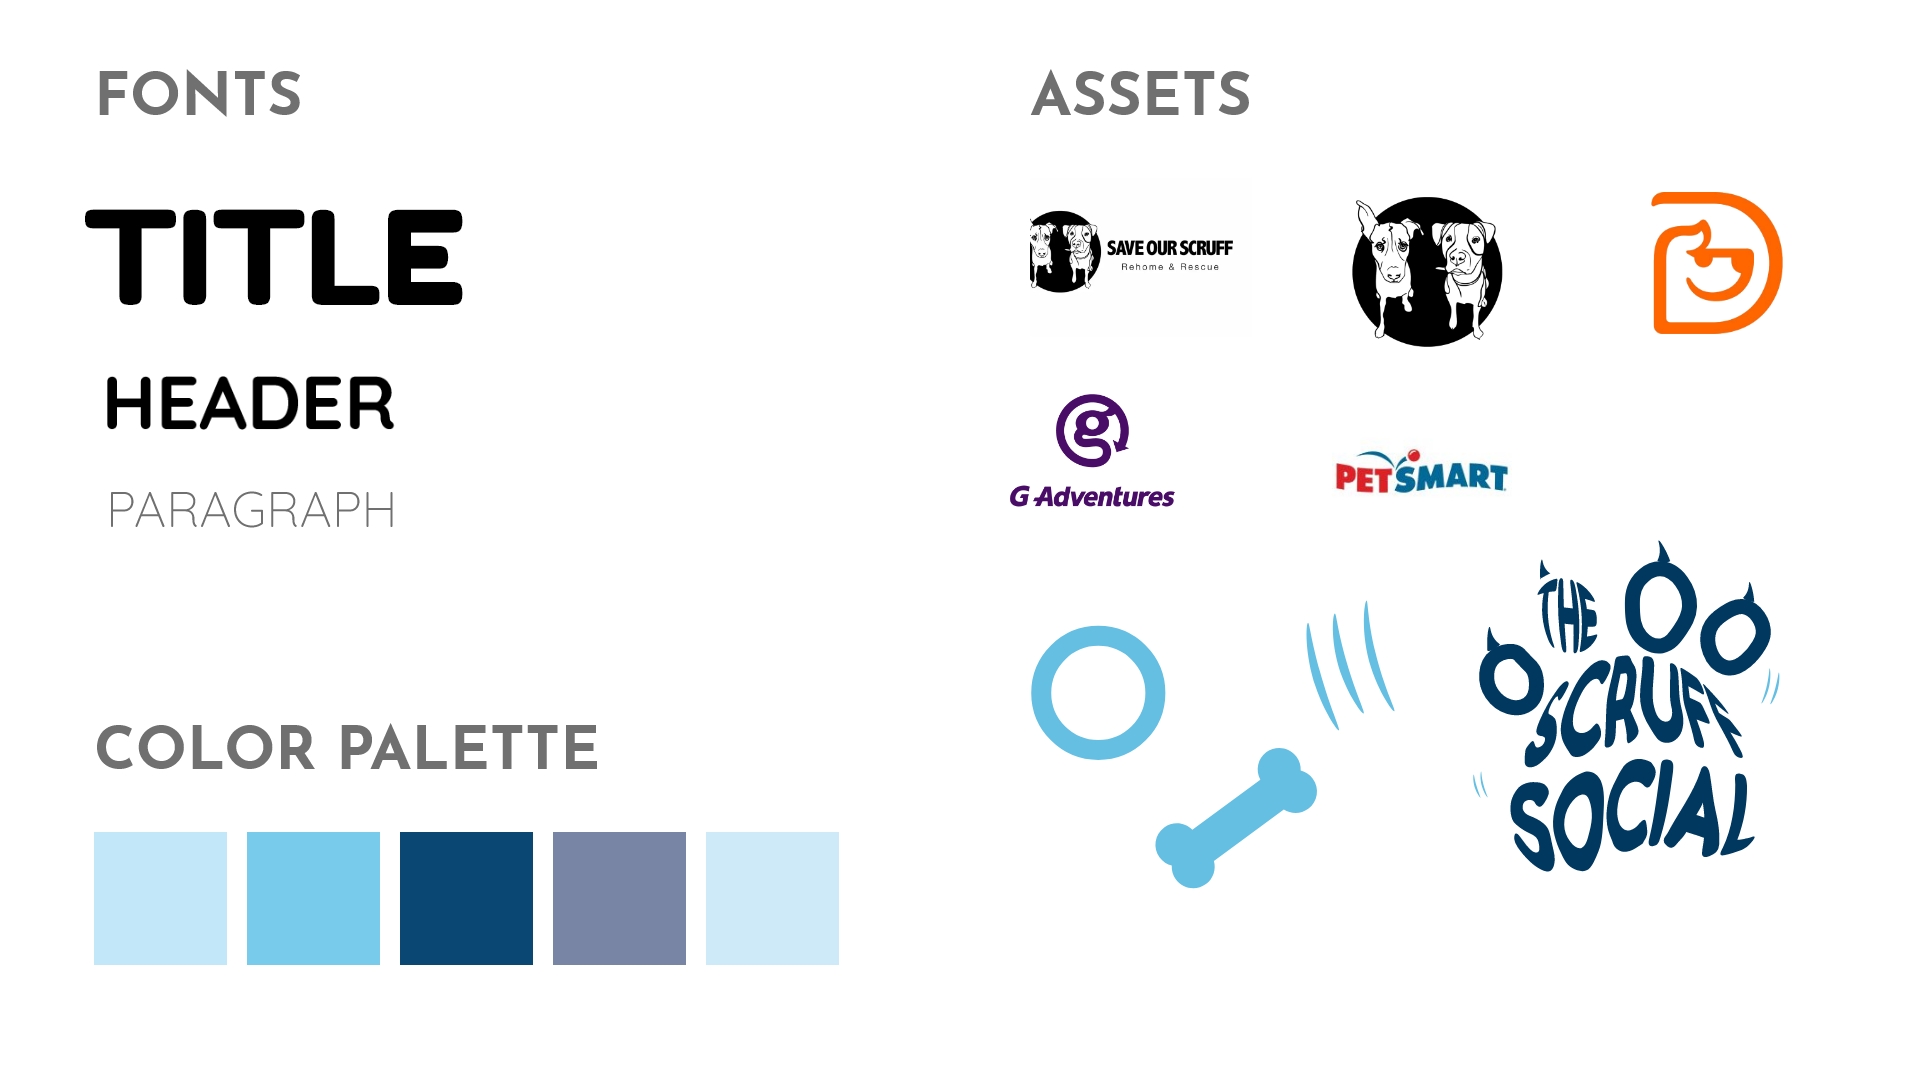 FONTS
TITLE
HEADER
PARAGRAPH
COLOR PALETTE
ASSETS
SAVE OUR SCRUFF
Rehome & Rescue
G Adventures
PETSMART
THE
SCRUFF
SOCIAL